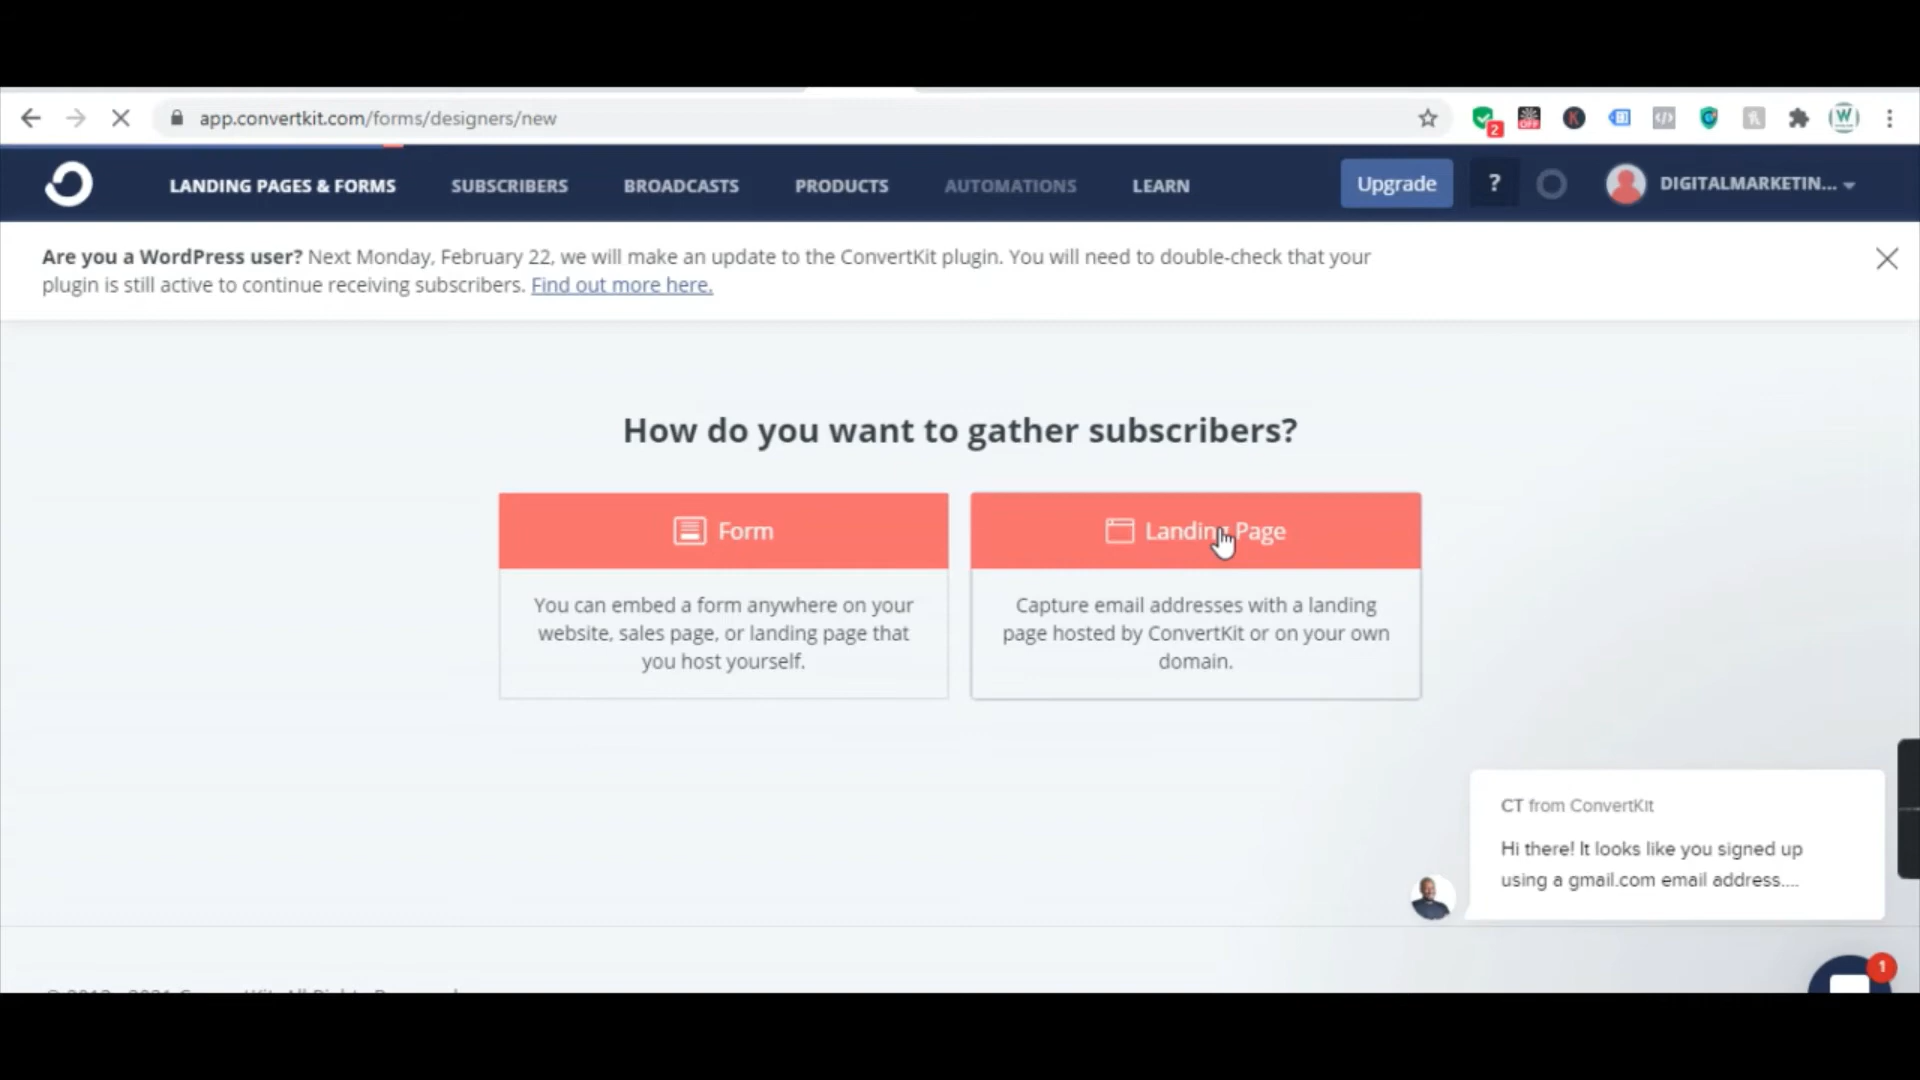 app.convertkit.com/forms/designers/new
2
OFF
K
W
LANDING PAGES & FORMS
SUBSCRIBERS
BROADCASTS
PRODUCTS
AUTOMATIONS
LEARN
Upgrade
?
DIGITALMARKETIN...
Are you a WordPress user? Next Monday, February 22, we will make an update to the ConvertKit plugin. You will need to double-check that your
plugin is still active to continue receiving subscribers. Find out more here.
How do you want to gather subscribers?
Form
You can embed a form anywhere on your
website, sales page, or landing page that
you host yourself.
Landing Page
Capture email addresses with a landing
page hosted by ConvertKit or on your own
domain.
CT from ConvertKit
Hi there! It looks like you signed up
using a gmail.com email address....
1